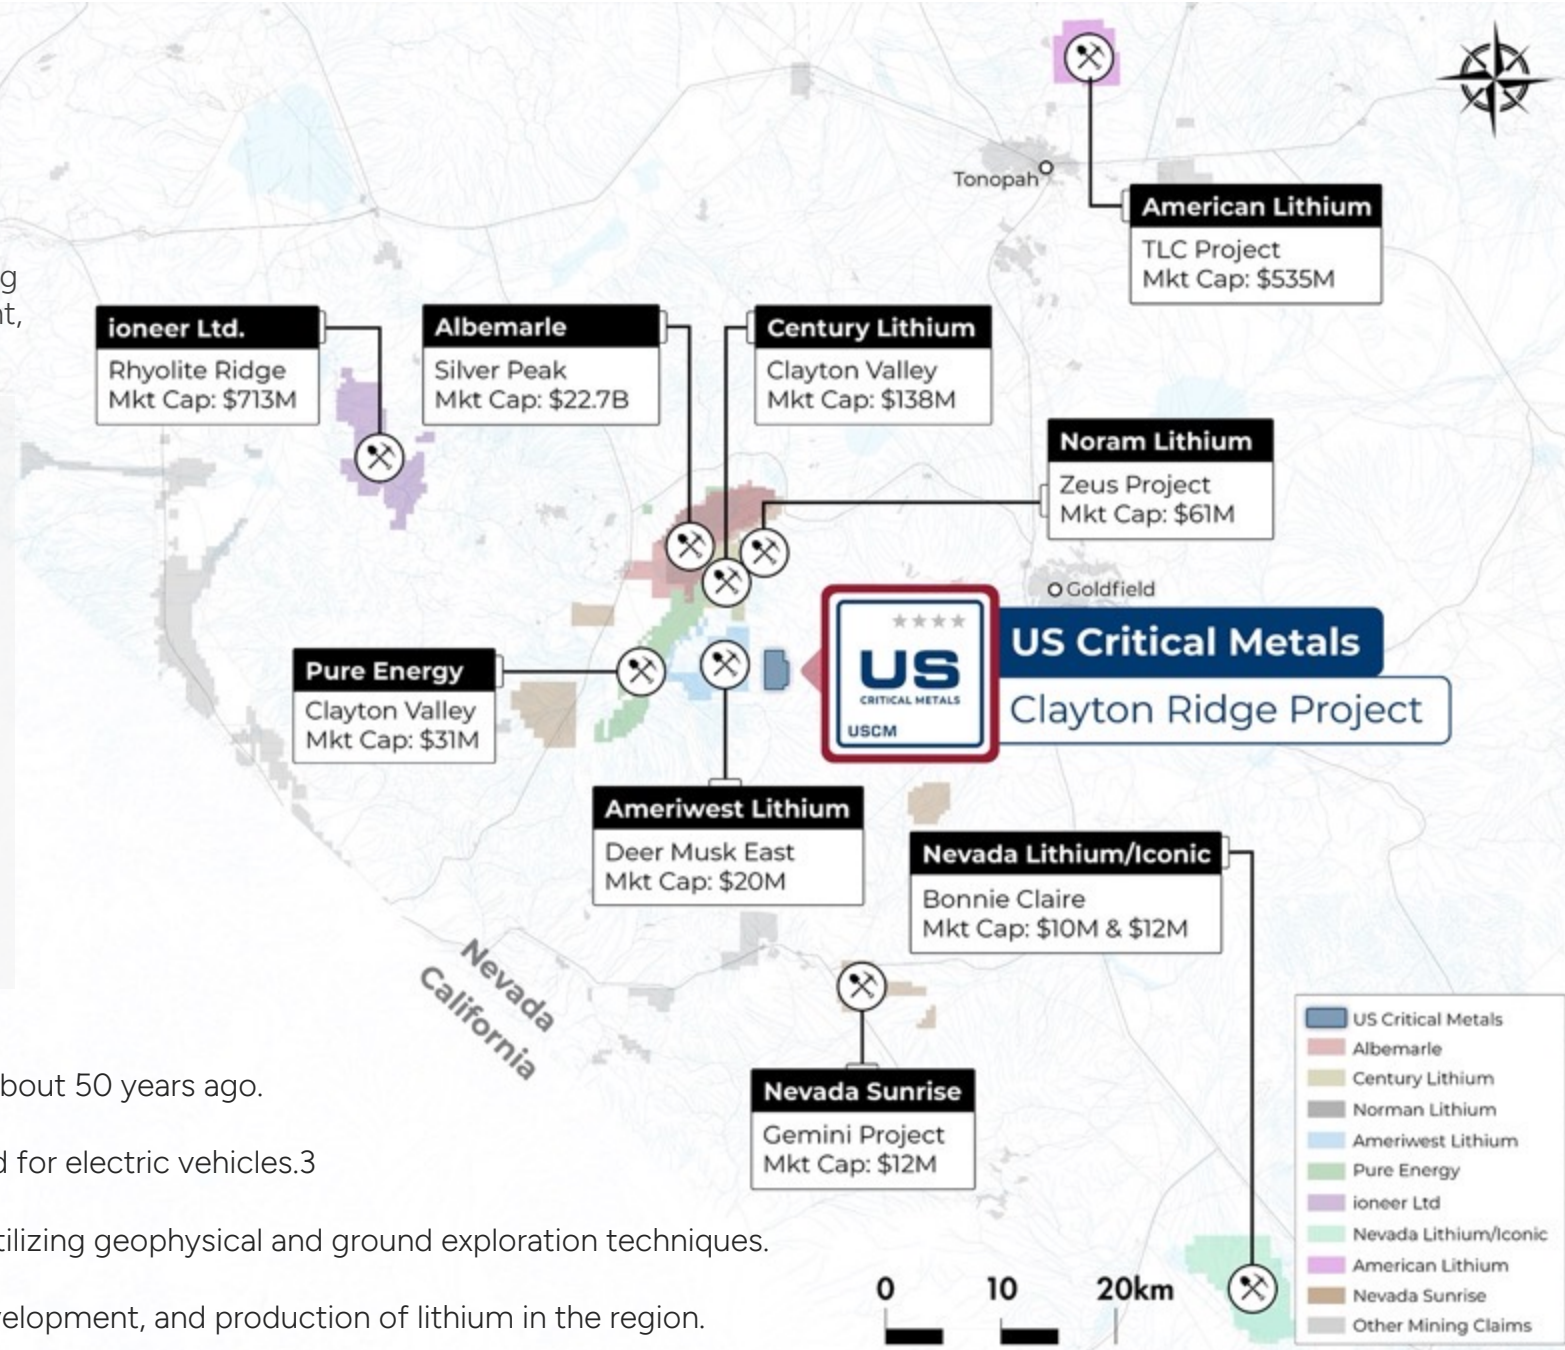 g
nt,
Tonopah
American Lithium
TLC Project
Mkt Cap: $535M
ioneer Ltd.
Rhyolite Ridge
Mkt Cap: $713M
Albemarle
Silver Peak
Mkt Cap: $22.7B
Century Lithium
Clayton Valley
Mkt Cap: $138M
Noram Lithium
Zeus Project
Mkt Cap: $61M
Goldfield
US
CRITICAL METALS
USCM
US Critical Metals
Clayton Ridge Project
Pure Energy
Clayton Valley
Mkt Cap: $31M
Ameriwest Lithium
Deer Musk East
Mkt Cap: $20M
Nevada Lithium/Iconic
Bonnie Claire
Mkt Cap: $10M & $12M
Nevada
California
Nevada Sunrise
Gemini Project
Mkt Cap: $12M
bout 50 years ago.
d for electric vehicles.3
tilizing geophysical and ground exploration techniques.
velopment, and production of lithium in the region.
0 10 20km
US Critical Metals
Albemarle
Century Lithium
Norman Lithium
Ameriwest Lithium
Pure Energy
ioneer Ltd
Nevada Lithium/Iconic
American Lithium
Nevada Sunrise
Other Mining Claims